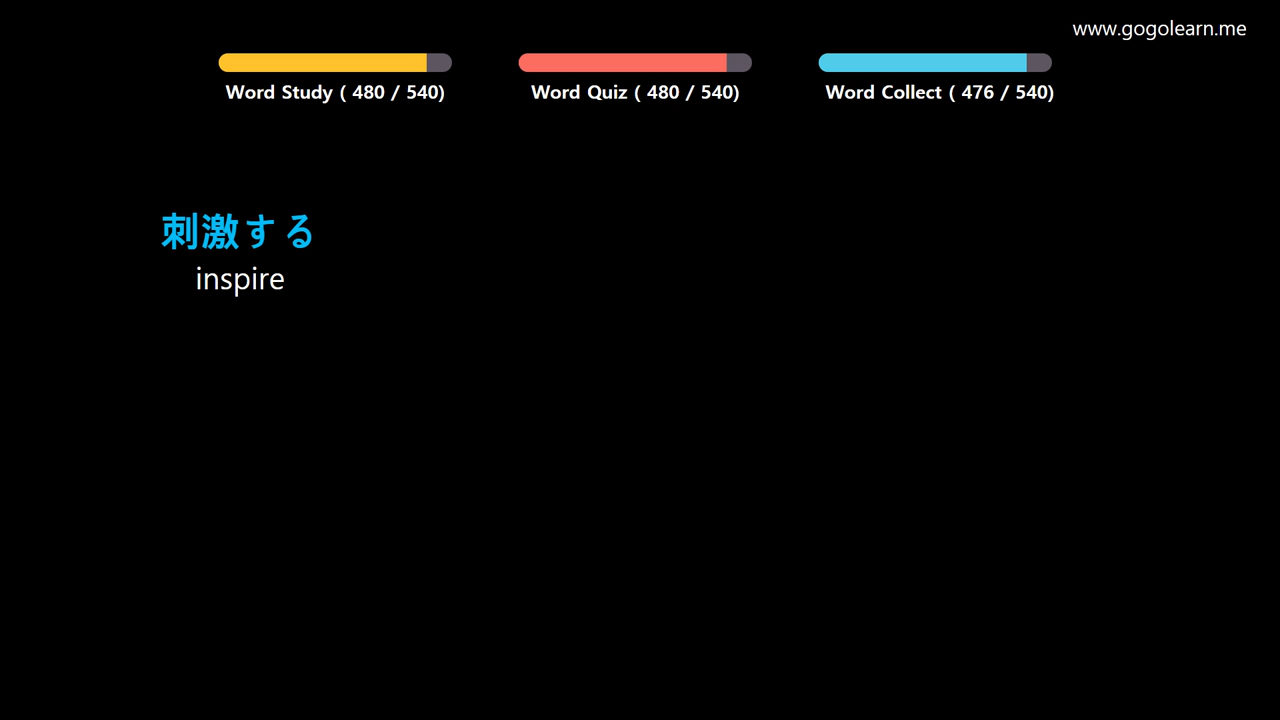 www.gogolearn.me
Word Study ( 480 / 540)
Word Quiz ( 480 / 540)
Word Collect ( 476 / 540)
刺激する
inspire